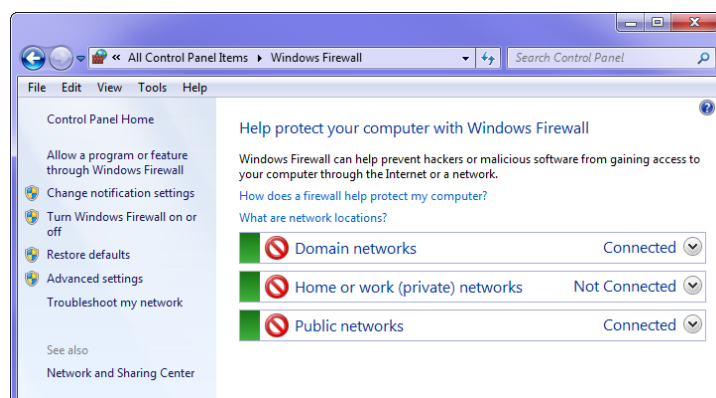 « All Control Panel Items ▸ Windows Firewall
Search Control Panel
File Edit View Tools Help
Control Panel Home
Allow a program or feature
through Windows Firewall
Change notification settings
Turn Windows Firewall on or
off
Restore defaults
Advanced settings
Troubleshoot my network
See also
Network and Sharing Center
Help protect your computer with Windows Firewall
Windows Firewall can help prevent hackers or malicious software from gaining access to
your computer through the Internet or a network.
How does a firewall help protect my computer?
What are network locations?
Domain networks Connected
Home or work (private) networks Not Connected
Public networks Connected